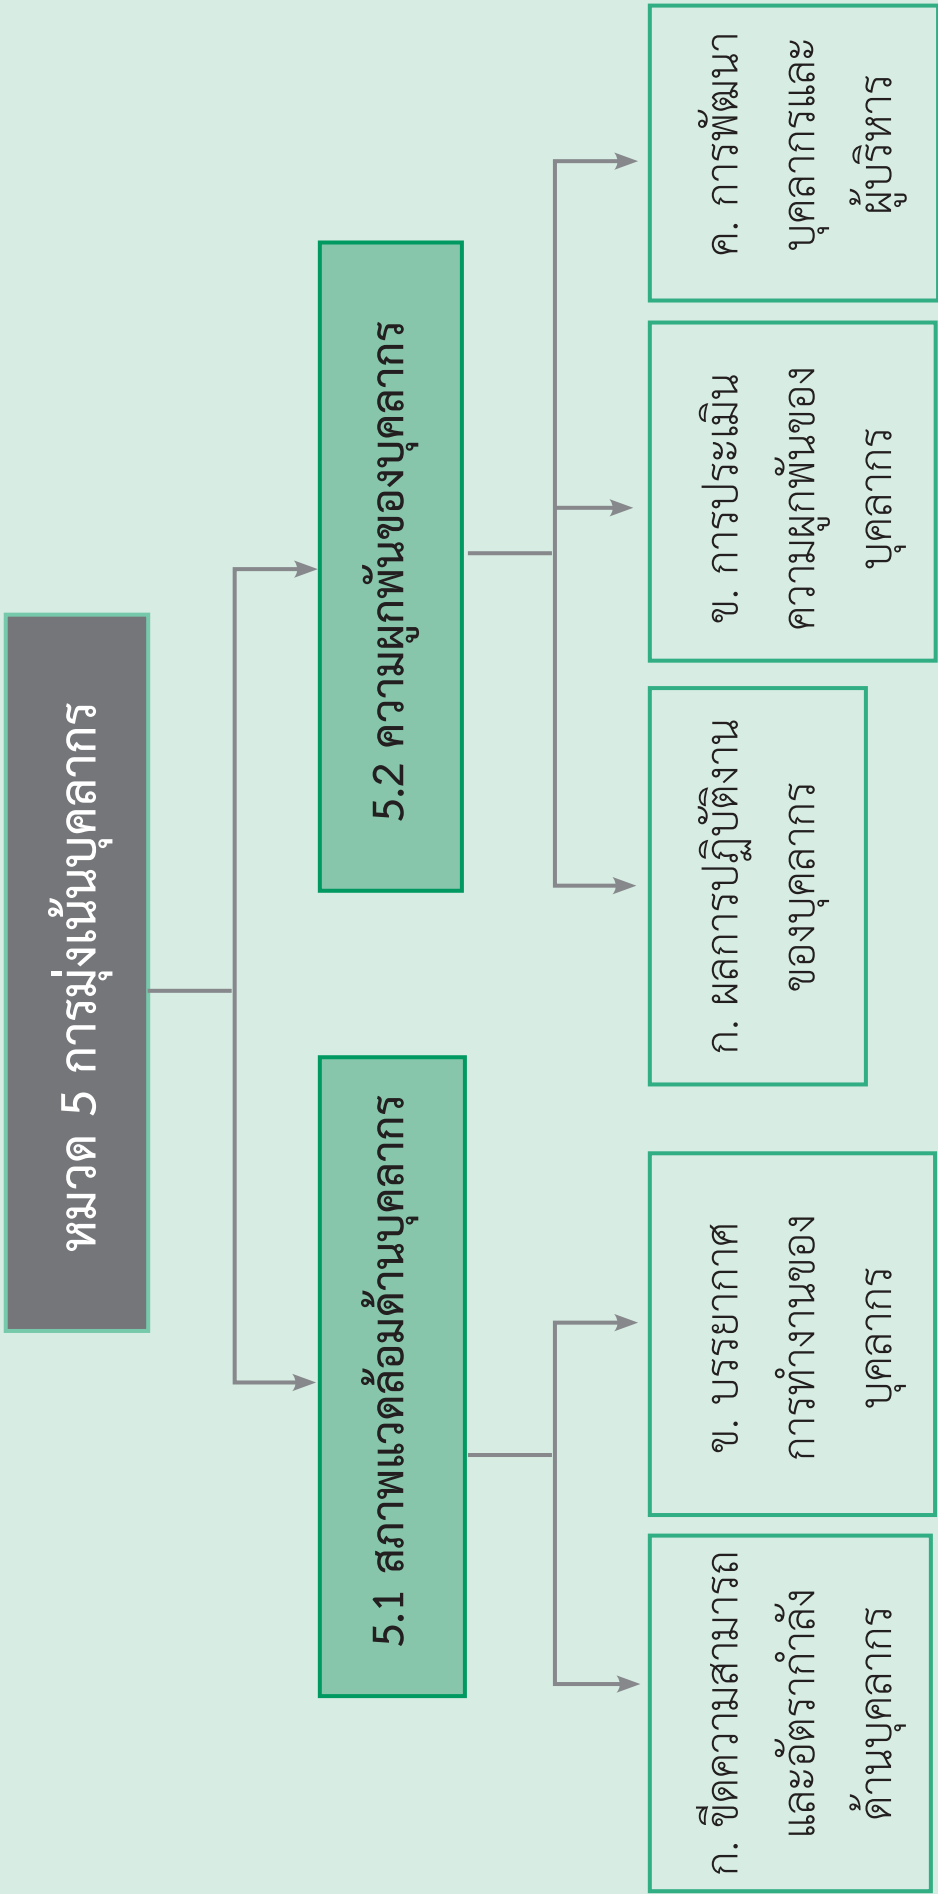 หมวด 5 การมุ่งเน้นบุคลากร
5.1 สภาพแวดล้อมด้านบุคลากร
5.2 ความผูกพันของบุคลากร
ก. ขีดความสามารถ
และอัตรากำลัง
ด้านบุคลากร
ข. บรรยากาศ
การทำงานของ
บุคลากร
ก. ผลการปฏิบัติงาน
ของบุคลากร
ข. การประเมิน
ความผูกพันของ
บุคลากร
ค. การพัฒนา
บุคลากรและ
ผู้บริหาร